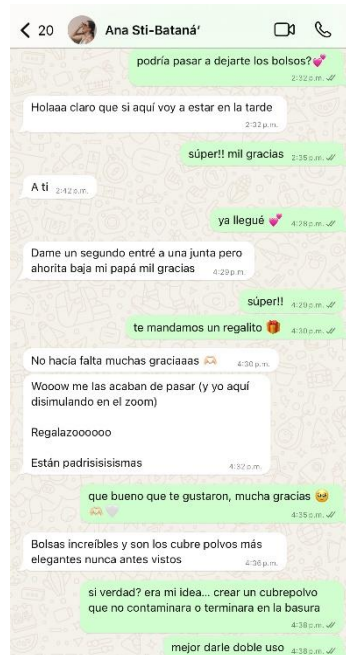 20 Ana Sti-Bataná'
podría pasar a dejarte los bolsos?💕
2:32 p.m.
Holaaa claro que si aquí voy a estar en la tarde
2:32 p.m.
súper!! mil gracias 2:35 p.m.
A ti 2:42 p.m.
ya llegué 💕 4:28 p.m.
Dame un segundo entré a una junta pero
ahorita baja mi papá mil gracias 4:29 p.m.
súper!! 4:29 p.m.
te mandamos un regalito 🎁 4:30 p.m.
No hacía falta muchas graciaaas 🫶🏻 4:30 p.m.
Wooow me las acaban de pasar (y yo aquí
disimulando en el zoom)
Regalazoooooo
Están padrisisisismas 4:32 p.m.
que bueno que te gustaron, mucha gracias 🥹
🫶🏻🤍 4:35 p.m.
Bolsas increíbles y son los cubre polvos más
elegantes nunca antes vistos 4:36 p.m.
si verdad? era mi idea... crear un cubrepolvo
que no contaminara o terminara en la basura
4:38 p.m.
mejor darle doble uso 4:38 p.m.